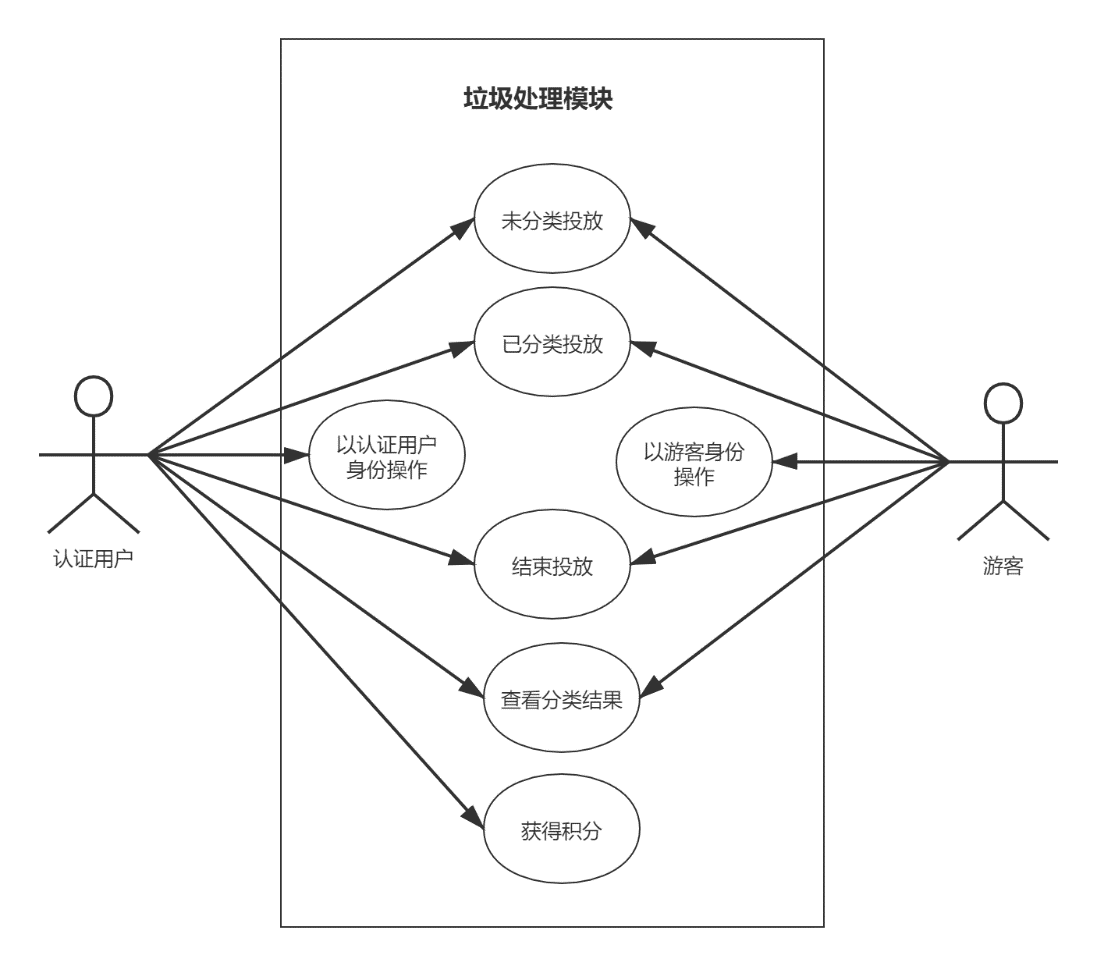 垃圾处理模块
未分类投放
已分类投放
以认证用户
身份操作
以游客身份
操作
认证用户
游客
结束投放
查看分类结果
获得积分